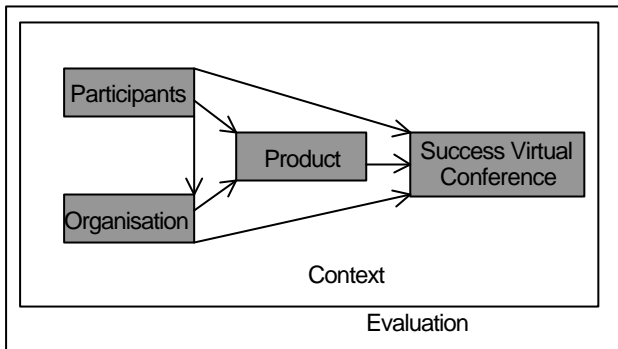 Participants
Product
Success Virtual
Conference
Organisation
Context
Evaluation